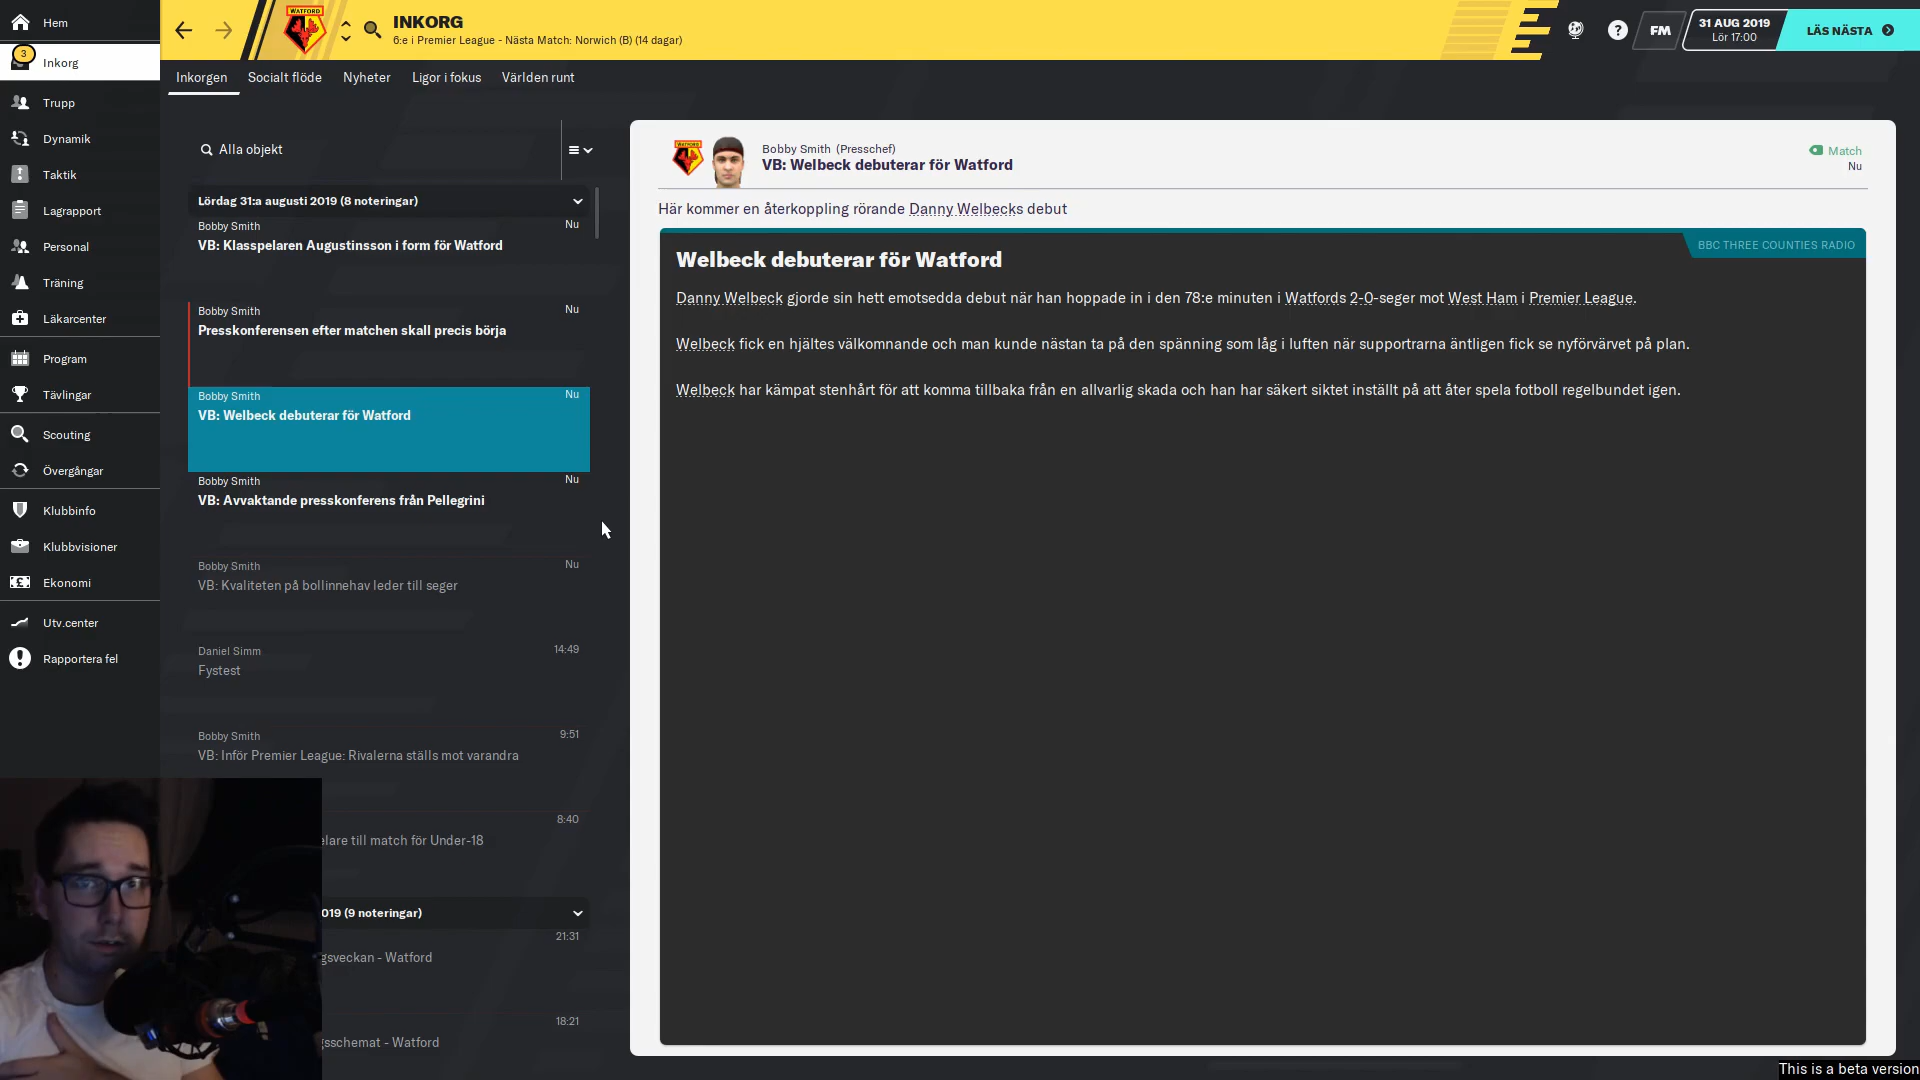 Hem
3
Inkorg
Trupp
Dynamik
Taktik
Lagrapport
Personal
Träning
Läkarcenter
Program
Tävlingar
Scouting
Övergångar
Klubbinfo
Klubbvisioner
Ekonomi
Utv.center
Rapportera fel
WATFORD
INKORG
6:e i Premier League - Nästa Match: Norwich (B) (14 dagar)
?
FM
31 AUG 2019
Lör 17:00
LÄS NÄSTA
Inkorgen
Socialt flöde
Nyheter
Ligor i fokus
Världen runt
Alla objekt
Lördag 31:a augusti 2019 (8 noteringar)
Bobby Smith Nu
VB: Klasspelaren Augustinsson i form för Watford
Bobby Smith Nu
Presskonferensen efter matchen skall precis börja
Bobby Smith Nu
VB: Welbeck debuterar för Watford
Bobby Smith Nu
VB: Avvaktande presskonferens från Pellegrini
Bobby Smith Nu
VB: Kvaliteten på bollinnehav leder till seger
Daniel Simm 14:49
Fystest
Bobby Smith 9:51
VB: Inför Premier League: Rivalerna ställs mot varandra
8:40
elare till match för Under-18
019 (9 noteringar)
21:31
gsveckan - Watford
18:21
gsschemat - Watford
WATFORD
Bobby Smith (Presschef)
VB: Welbeck debuterar för Watford
Match
Nu
Här kommer en återkoppling rörande Danny Welbecks debut
BBC THREE COUNTIES RADIO
Welbeck debuterar för Watford
Danny Welbeck gjorde sin hett emotsedda debut när han hoppade in i den 78:e minuten i Watfords 2-0-seger mot West Ham i Premier League.
Welbeck fick en hjältes välkomnande och man kunde nästan ta på den spänning som låg i luften när supportrarna äntligen fick se nyförvärvet på plan.
Welbeck har kämpat stenhårt för att komma tillbaka från en allvarlig skada och han har säkert siktet inställt på att åter spela fotboll regelbundet igen.
This is a beta version